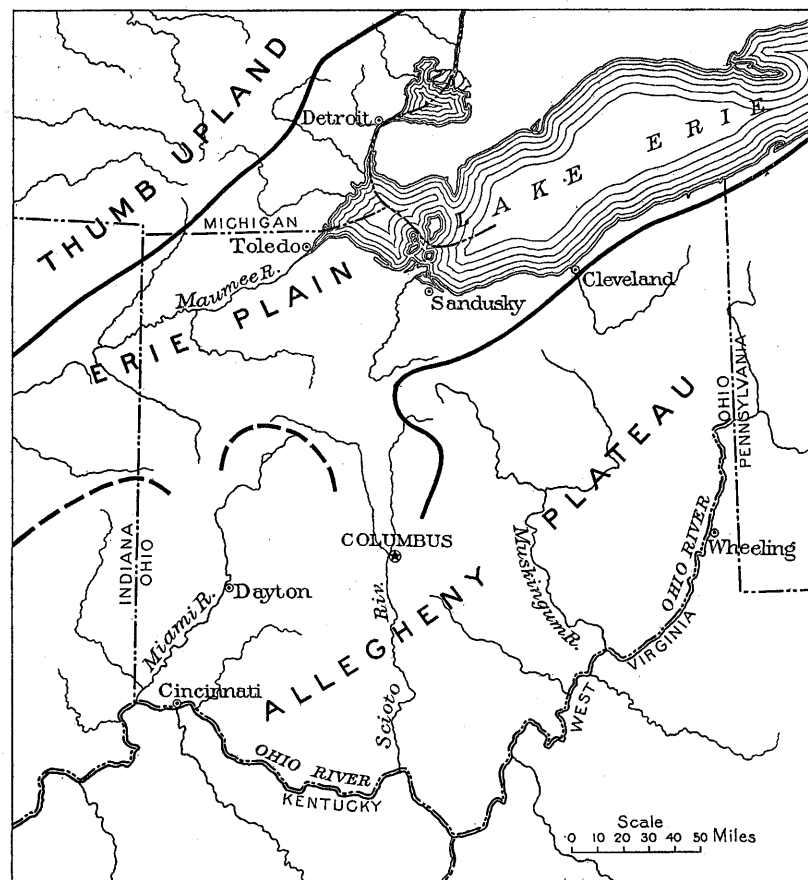 THUMB UPLAND
Detroit
LAKE ERIE
MICHIGAN
Toledo
Maumee R.
ERIE PLAIN
Sandusky
Cleveland
OHIO
PENNSYLVANIA
ALLEGHENY PLATEAU
INDIANA
OHIO
COLUMBUS
Dayton
Miami R.
Scioto Riv.
Muskingum R.
OHIO RIVER
Wheeling
WEST VIRGINIA
Cincinnati
OHIO RIVER
KENTUCKY
Scale
0 10 20 30 40 50 Miles